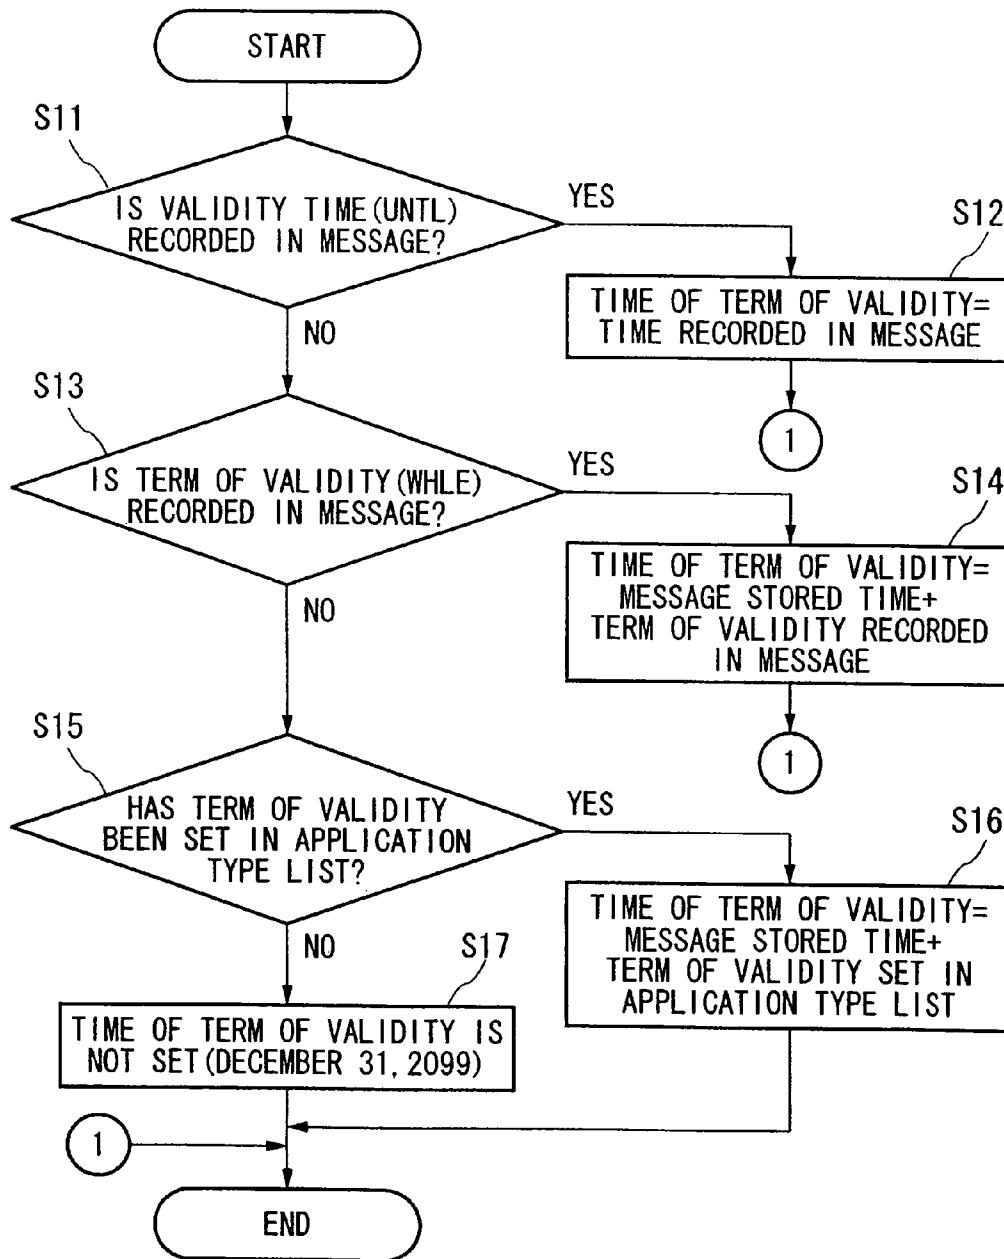 START
S11
IS VALIDITY TIME(UNTL)
RECORDED IN MESSAGE?
YES
S12
TIME OF TERM OF VALIDITY=
TIME RECORDED IN MESSAGE
NO
1
S13
IS TERM OF VALIDITY(WHLE)
RECORDED IN MESSAGE?
YES
S14
TIME OF TERM OF VALIDITY=
MESSAGE STORED TIME+
TERM OF VALIDITY RECORDED
IN MESSAGE
NO
1
S15
HAS TERM OF VALIDITY
BEEN SET IN APPLICATION
TYPE LIST?
YES
S16
TIME OF TERM OF VALIDITY=
MESSAGE STORED TIME+
TERM OF VALIDITY SET IN
APPLICATION TYPE LIST
NO
S17
TIME OF TERM OF VALIDITY IS
NOT SET(DECEMBER 31, 2099)
1
END